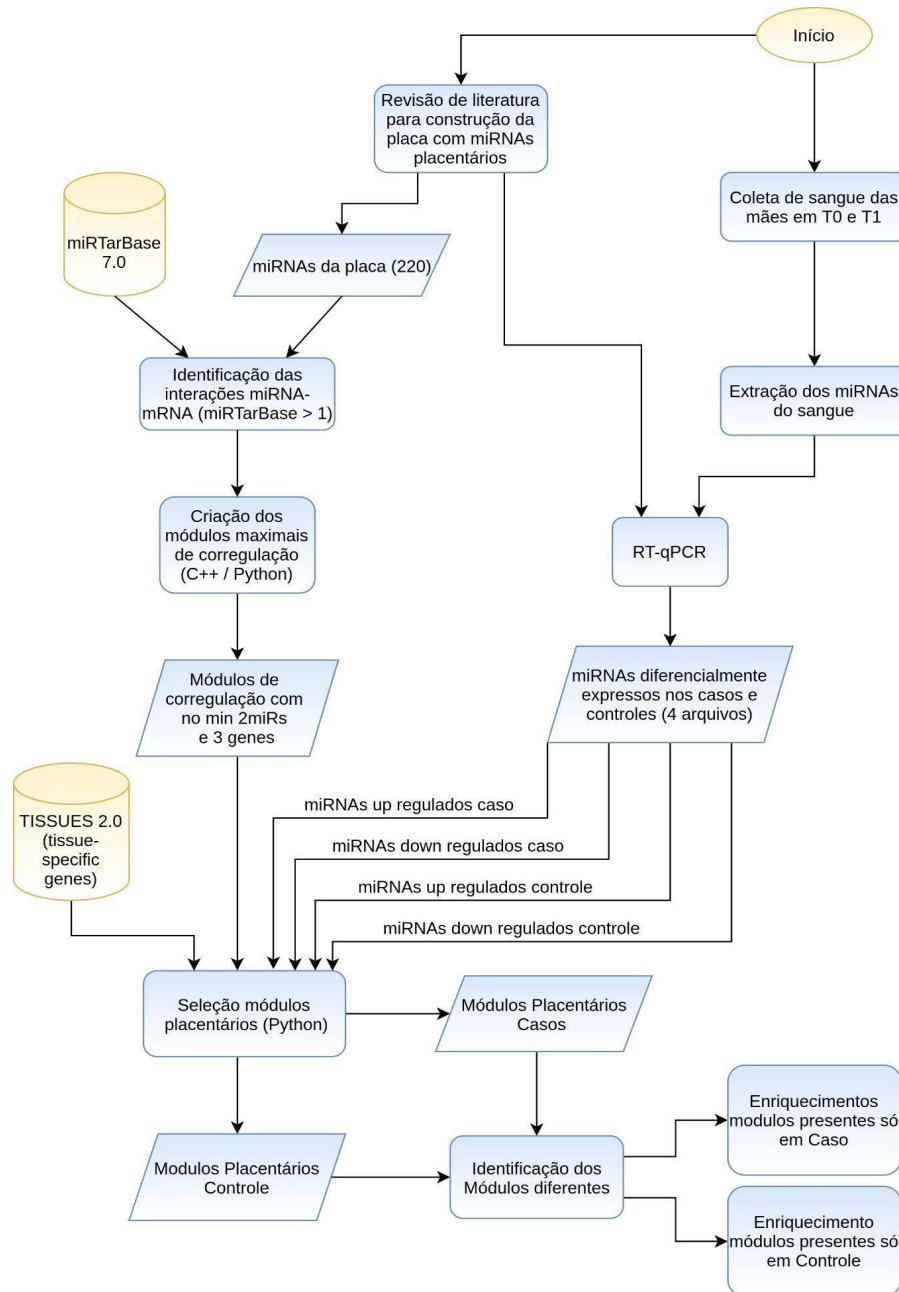 Início
Revisão de literatura
para construção da
placa com miRNAs
placentários
Coleta de sangue das
mães em T0 e T1
miRTarBase
7.0
miRNAs da placa (220)
Identificação das
interações miRNA-
mRNA (miRTarBase > 1)
Extração dos miRNAs
do sangue
Criação dos
módulos maximais
de corregulação
(C++ / Python)
RT-qPCR
Módulos de
corregulação com
no min 2miRs
e 3 genes
miRNAs diferencialmente
expressos nos casos e
controles (4 arquivos)
TISSUES 2.0
(tissue-
specific
genes)
miRNAs up regulados caso
miRNAs down regulados caso
miRNAs up regulados controle
miRNAs down regulados controle
Seleção módulos
placentários (Python)
Módulos Placentários
Casos
Modulos Placentários
Controle
Identificação dos
Módulos diferentes
Enriquecimentos
modulos presentes só
em Caso
Enriquecimento
módulos presentes só
em Controle